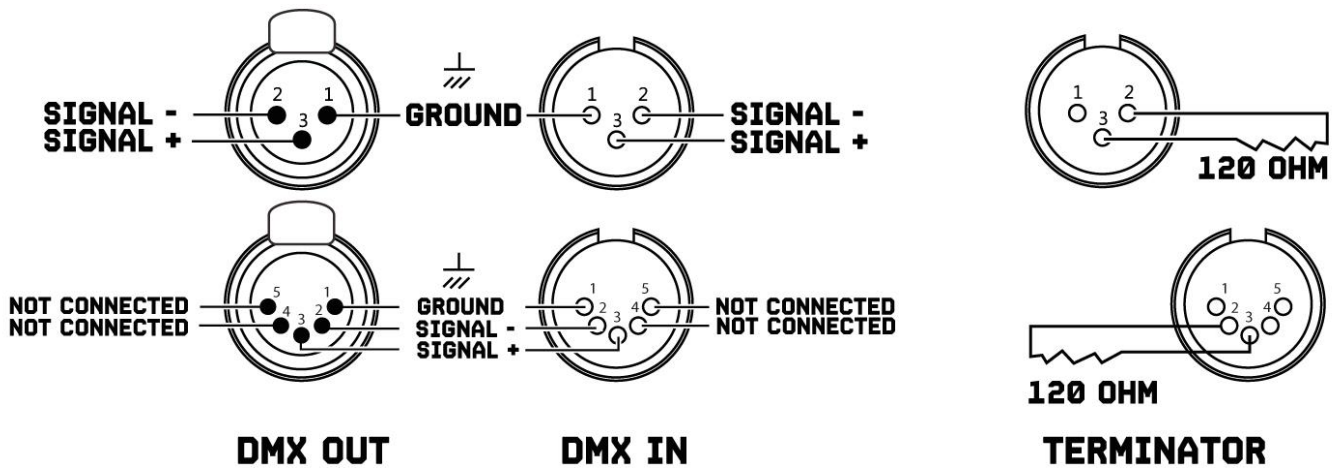 2 1 1 2 1 2
SIGNAL - GROUND SIGNAL -
SIGNAL + 3 3 SIGNAL + 3
120 OHM
5 1 1 5 1 5
NOT CONNECTED GROUND NOT CONNECTED
4 2 2 4 2 4
NOT CONNECTED SIGNAL - NOT CONNECTED
3 3 3
SIGNAL +
120 OHM
DMX OUT DMX IN TERMINATOR